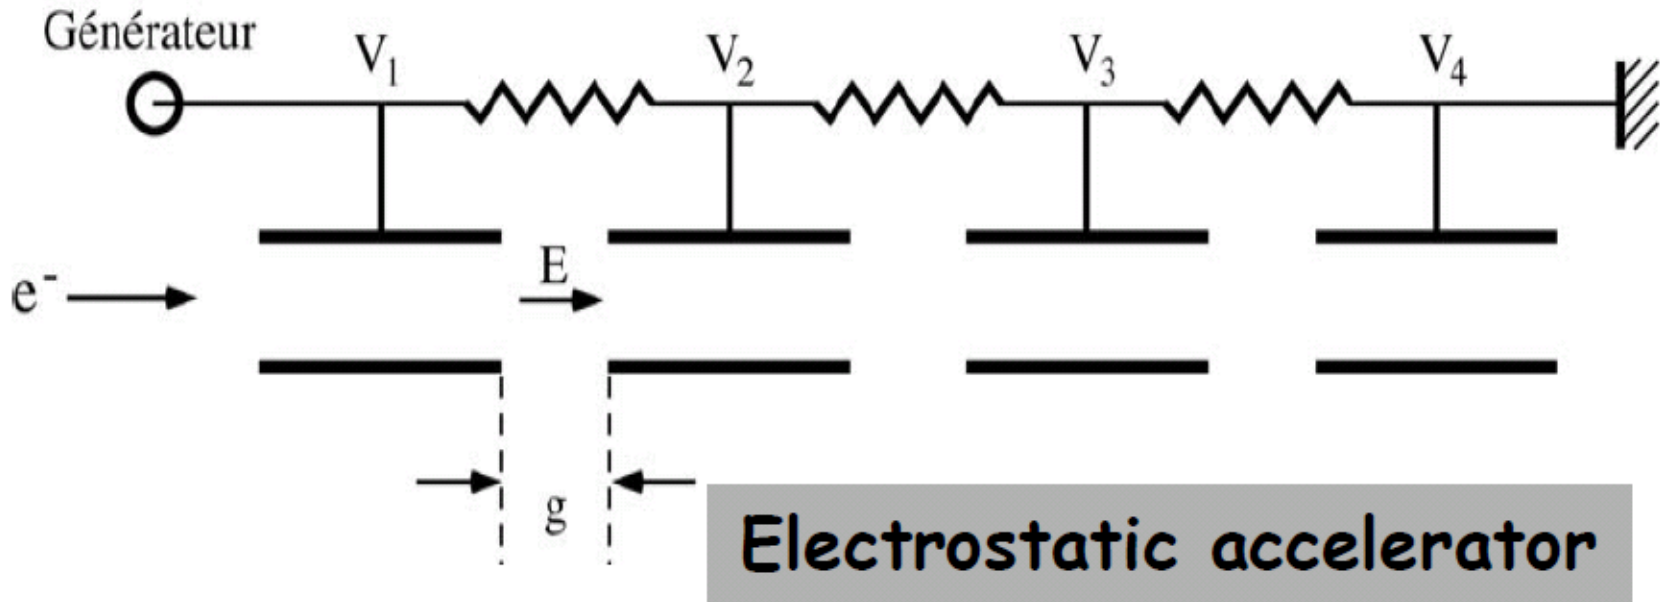 Générateur
V1
V2
V3
V4
e-
E
g
Electrostatic accelerator